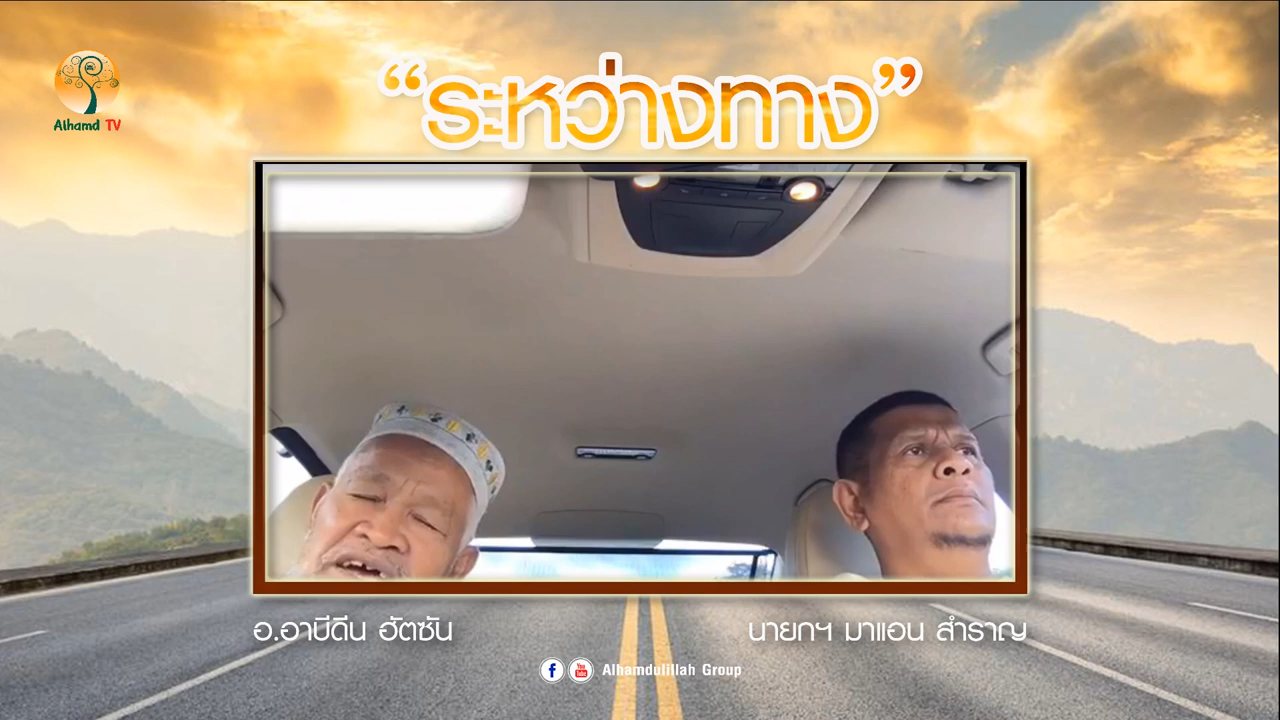 Alhamd TV
“ระหว่างทาง”
อ.อาบีดีน ฮัตซัน
นายกฯ มาแอน สำราญ
f You Tube Alhamdulillah Group